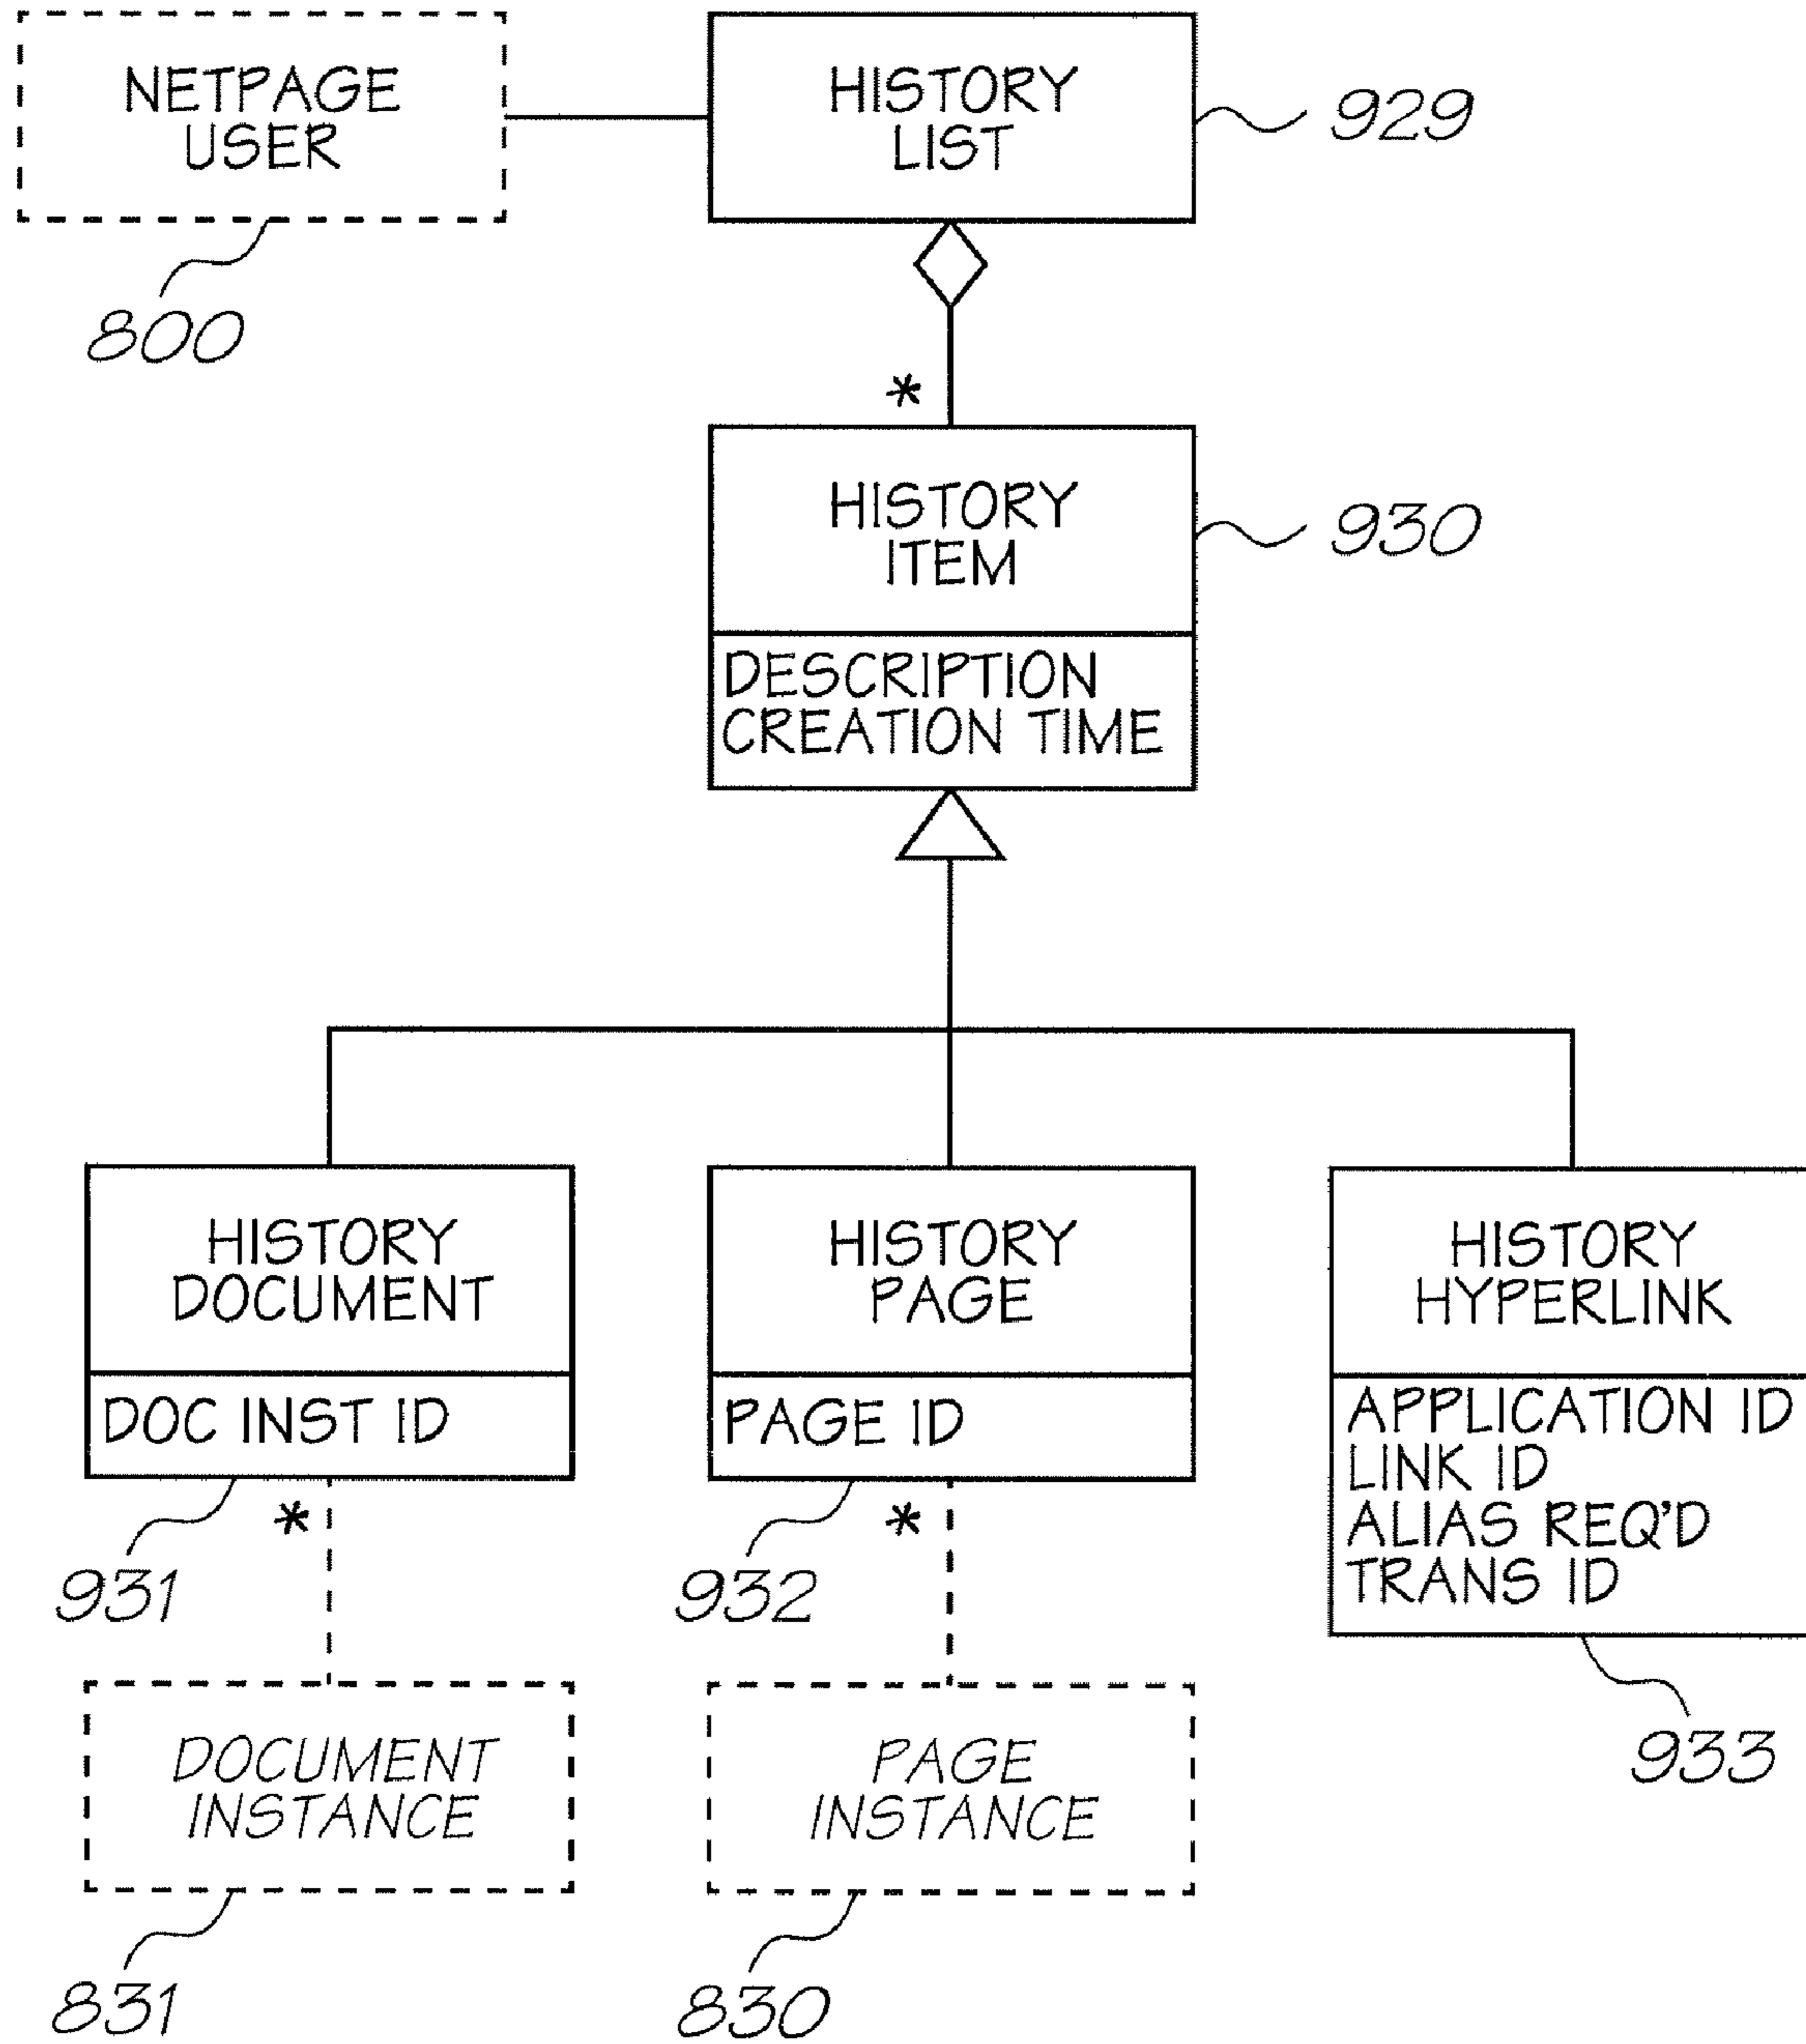 NETPAGE
USER
800
HISTORY
LIST
929
*
HISTORY
ITEM
930
DESCRIPTION
CREATION TIME
HISTORY
DOCUMENT
DOC INST ID
931
*
HISTORY
PAGE
PAGE ID
932
*
HISTORY
HYPERLINK
APPLICATION ID
LINK ID
ALIAS REQ'D
TRANS ID
933
DOCUMENT
INSTANCE
831
PAGE
INSTANCE
830